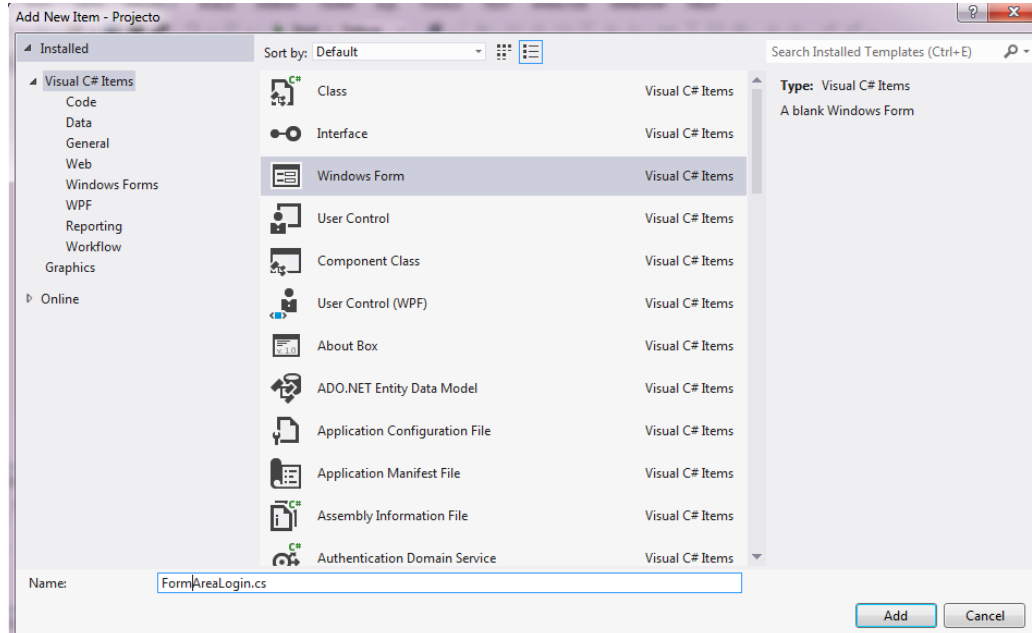 Add New Item - Projecto
Installed
Sort by: Default
Search Installed Templates (Ctrl+E)
Visual C# Items
Code
Data
General
Web
Windows Forms
WPF
Reporting
Workflow
Graphics
Online
C# Class Visual C# Items
Interface Visual C# Items
Windows Form Visual C# Items
User Control Visual C# Items
Component Class Visual C# Items
User Control (WPF) Visual C# Items
v 1.0 About Box Visual C# Items
ADO.NET Entity Data Model Visual C# Items
Application Configuration File Visual C# Items
Application Manifest File Visual C# Items
C# Assembly Information File Visual C# Items
C# Authentication Domain Service Visual C# Items
Type: Visual C# Items
A blank Windows Form
Name: FormAreaLogin.cs
Add Cancel